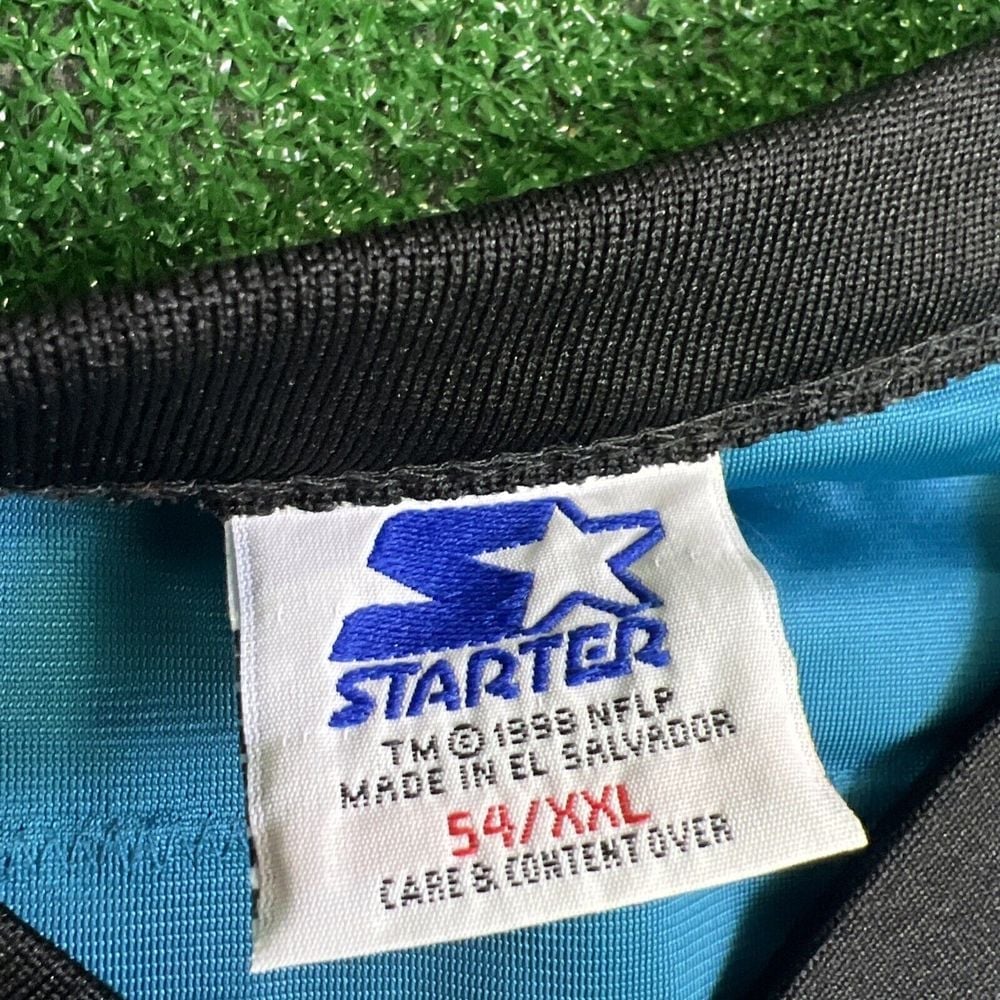 STARTER
TM © 1998 NFLP
MADE IN EL SALVADOR
54/XXL
CARE & CONTENT OVER